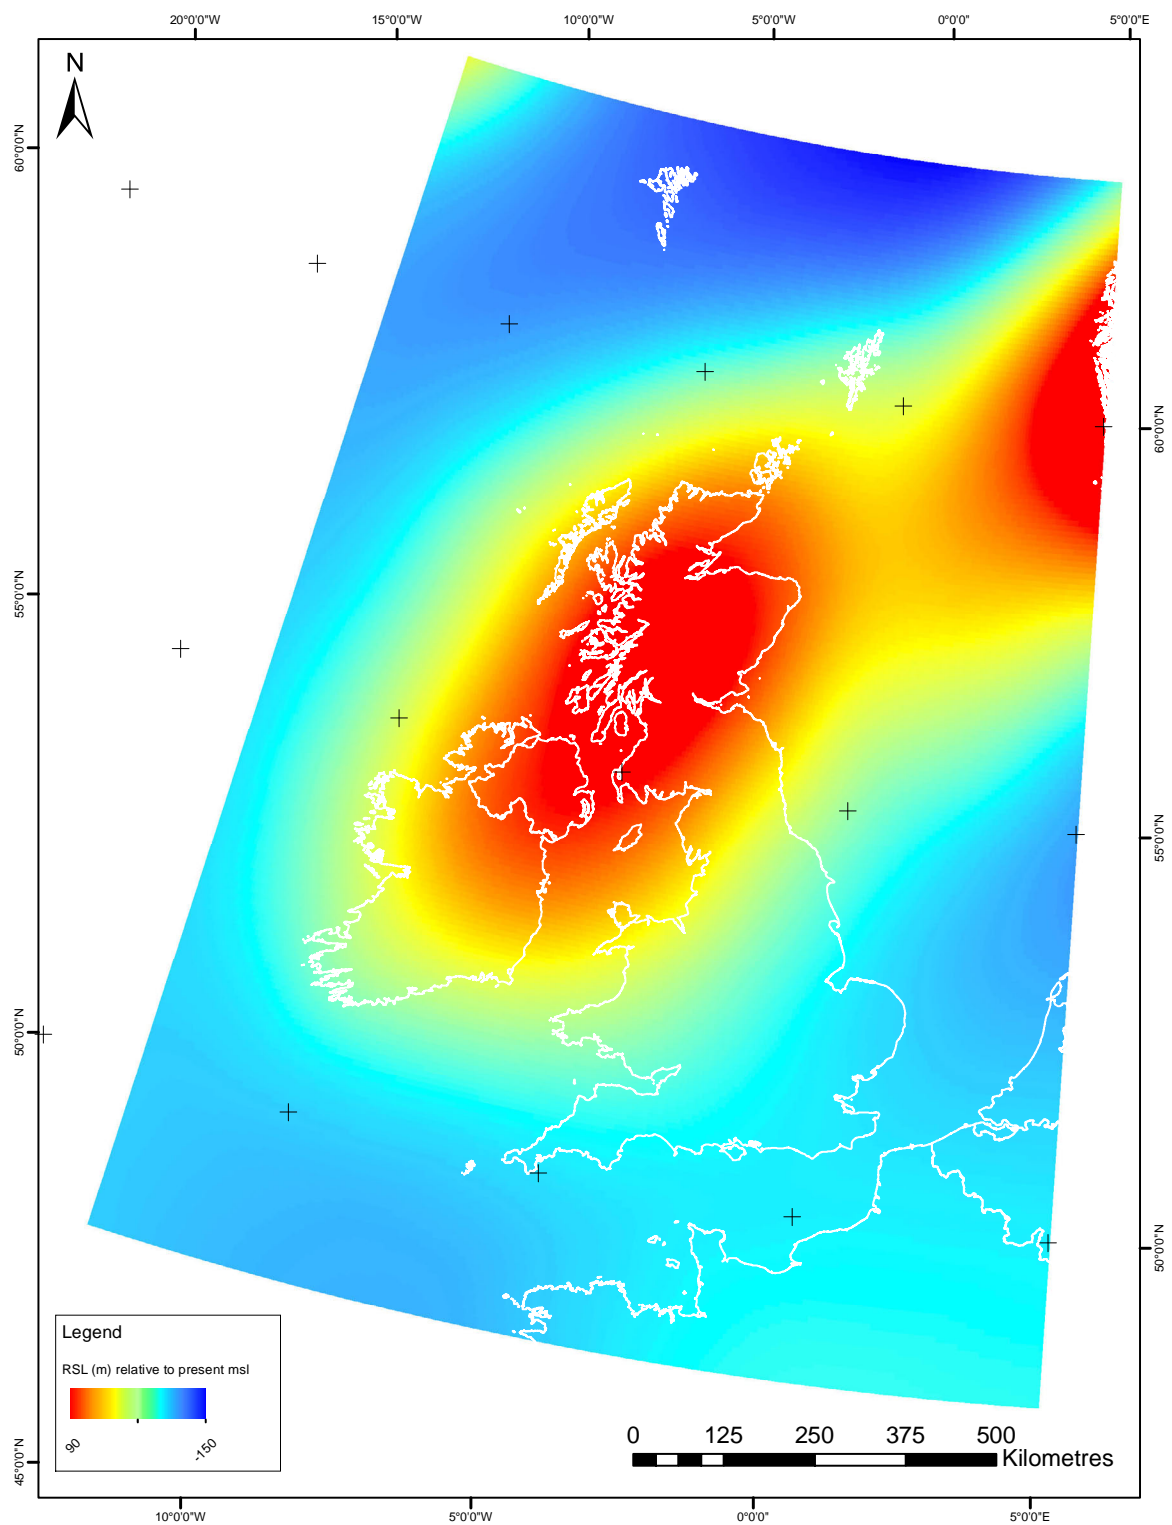 20°0'0"W 15°0'0"W 10°0'0"W 5°0'0"W 0°0'0" 5°0'0"E
N
60°0'0"N
60°0'0"N
55°0'0"N
55°0'0"N
50°0'0"N
50°0'0"N
45°0'0"N
Legend
RSL (m) relative to present msl
90 -150
0 125 250 375 500
Kilometres
10°0'0"W 5°0'0"W 0°0'0" 5°0'0"E